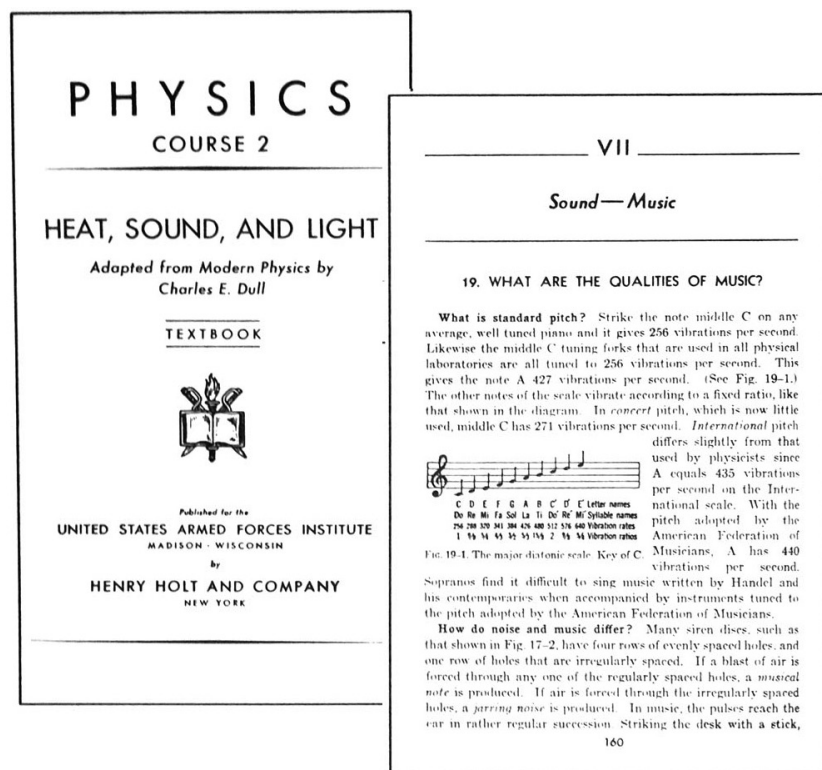 PHYSICS
COURSE 2
HEAT, SOUND, AND LIGHT
Adapted from Modern Physics by
Charles E. Dull
TEXTBOOK
Published for the
UNITED STATES ARMED FORCES INSTITUTE
MADISON · WISCONSIN
by
HENRY HOLT AND COMPANY
NEW YORK
VII
Sound—Music
19. WHAT ARE THE QUALITIES OF MUSIC?
What is standard pitch? Strike the note middle C on any
average, well tuned piano and it gives 256 vibrations per second.
Likewise the middle C tuning forks that are used in all physical
laboratories are all tuned to 256 vibrations per second. This
gives the note A 427 vibrations per second. (See Fig. 19-1.)
The other notes of the scale vibrate according to a fixed ratio, like
that shown in the diagram. In concert pitch, which is now little
used, middle C has 271 vibrations per second. International pitch
differs slightly from that
used by physicists since
A equals 435 vibrations
per second on the Inter-
national scale. With the
pitch adopted by the
American Federation of
Musicians, A has 440
vibrations per second.
C D E F G A B C' D' E' Letter names
Do Re Mi Fa Sol La Ti Do' Re' Mi' Syllable names
256 288 320 341 384 426 480 512 576 640 Vibration rates
1 2 Vibration ratios
Fig. 19-1. The major diatonic scale. Key of C.
Sopranos find it difficult to sing music written by Handel and
his contemporaries when accompanied by instruments tuned to
the pitch adopted by the American Federation of Musicians.
How do noise and music differ? Many siren discs, such as
that shown in Fig. 17-2, have four rows of evenly spaced holes, and
one row of holes that are irregularly spaced. If a blast of air is
forced through any one of the regularly spaced holes, a musical
note is produced. If air is forced through the irregularly spaced
holes, a jarring noise is produced. In music, the pulses reach the
ear in rather regular succession. Striking the desk with a stick,
160